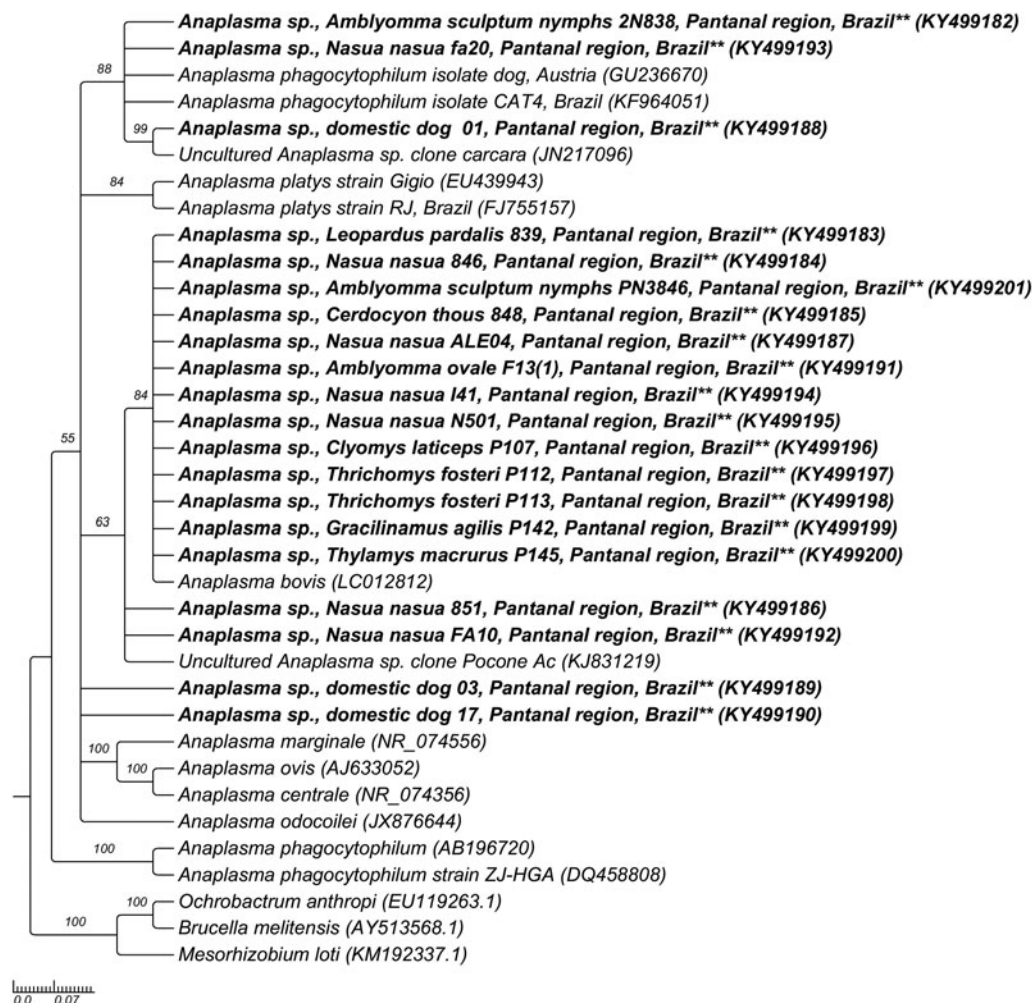 Anaplasma sp., Amblyomma sculptum nymphs 2N838, Pantanal region, Brazil** (KY499182)
Anaplasma sp., Nasua nasua fa20, Pantanal region, Brazil** (KY499193)
88
Anaplasma phagocytophilum isolate dog, Austria (GU236670)
Anaplasma phagocytophilum isolate CAT4, Brazil (KF964051)
99
Anaplasma sp., domestic dog 01, Pantanal region, Brazil** (KY499188)
Uncultured Anaplasma sp. clone carcara (JN217096)
84
Anaplasma platys strain Gigio (EU439943)
Anaplasma platys strain RJ, Brazil (FJ755157)
Anaplasma sp., Leopardus pardalis 839, Pantanal region, Brazil** (KY499183)
Anaplasma sp., Nasua nasua 846, Pantanal region, Brazil** (KY499184)
Anaplasma sp., Amblyomma sculptum nymphs PN3846, Pantanal region, Brazil** (KY499201)
Anaplasma sp., Cerdocyon thous 848, Pantanal region, Brazil** (KY499185)
Anaplasma sp., Nasua nasua ALE04, Pantanal region, Brazil** (KY499187)
Anaplasma sp., Amblyomma ovale F13(1), Pantanal region, Brazil** (KY499191)
84
Anaplasma sp., Nasua nasua I41, Pantanal region, Brazil** (KY499194)
Anaplasma sp., Nasua nasua N501, Pantanal region, Brazil** (KY499195)
55
Anaplasma sp., Clyomys laticeps P107, Pantanal region, Brazil** (KY499196)
Anaplasma sp., Thrichomys fosteri P112, Pantanal region, Brazil** (KY499197)
Anaplasma sp., Thrichomys fosteri P113, Pantanal region, Brazil** (KY499198)
63
Anaplasma sp., Gracilinamus agilis P142, Pantanal region, Brazil** (KY499199)
Anaplasma sp., Thylamys macrurus P145, Pantanal region, Brazil** (KY499200)
Anaplasma bovis (LC012812)
Anaplasma sp., Nasua nasua 851, Pantanal region, Brazil** (KY499186)
Anaplasma sp., Nasua nasua FA10, Pantanal region, Brazil** (KY499192)
Uncultured Anaplasma sp. clone Pocone Ac (KJ831219)
Anaplasma sp., domestic dog 03, Pantanal region, Brazil** (KY499189)
Anaplasma sp., domestic dog 17, Pantanal region, Brazil** (KY499190)
100
Anaplasma marginale (NR_074556)
100
Anaplasma ovis (AJ633052)
Anaplasma centrale (NR_074356)
Anaplasma odocoilei (JX876644)
100
Anaplasma phagocytophilum (AB196720)
Anaplasma phagocytophilum strain ZJ-HGA (DQ458808)
100
Ochrobactrum anthropi (EU119263.1)
100
Brucella melitensis (AY513568.1)
Mesorhizobium loti (KM192337.1)
0.0 0.07